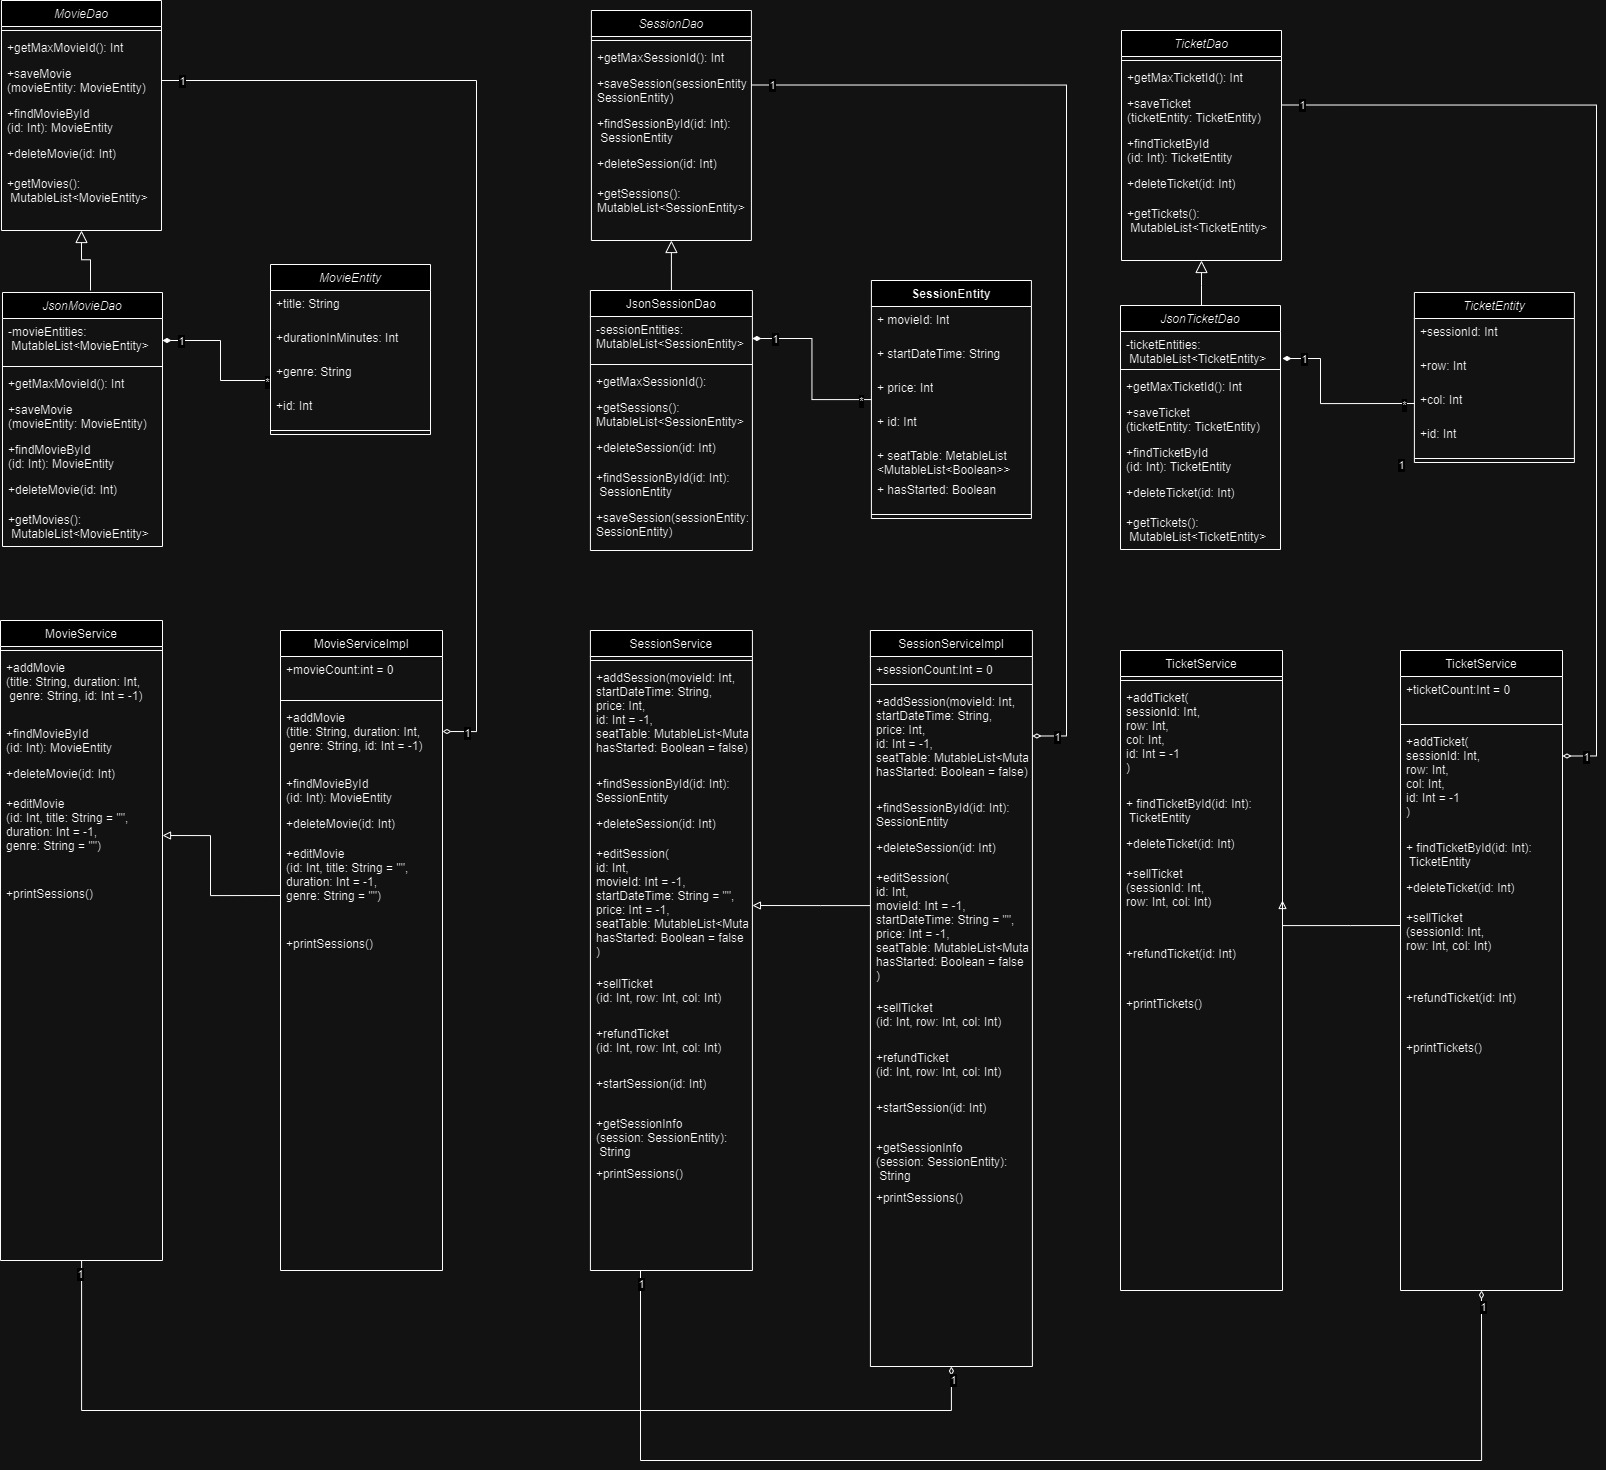 MovieDao
+getMaxMovieId(): Int
+saveMovie
(movieEntity: MovieEntity)
+findMovieById
(id: Int): MovieEntity
+deleteMovie(id: Int)
+getMovies():
MutableList<MovieEntity>
1
SessionDao
+getMaxSessionId(): Int
+saveSession(sessionEntity
SessionEntity)
+findSessionById(id: Int):
SessionEntity
+deleteSession(id: Int)
+getSessions():
MutableList<SessionEntity>
1
TicketDao
+getMaxTicketId(): Int
+saveTicket
(ticketEntity: TicketEntity)
+findTicketById
(id: Int): TicketEntity
+deleteTicket(id: Int)
+getTickets():
MutableList<TicketEntity>
1
JsonMovieDao
-movieEntities:
MutableList<MovieEntity>
+getMaxMovieId(): Int
+saveMovie
(movieEntity: MovieEntity)
+findMovieById
(id: Int): MovieEntity
+deleteMovie(id: Int)
+getMovies():
MutableList<MovieEntity>
1
*
MovieEntity
+title: String
+durationInMinutes: Int
+genre: String
+id: Int
JsonSessionDao
-sessionEntities:
MutableList<SessionEntity>
+getMaxSessionId():
+getSessions():
MutableList<SessionEntity>
+deleteSession(id: Int)
+findSessionById(id: Int):
SessionEntity
+saveSession(sessionEntity:
SessionEntity)
1
*
SessionEntity
+ movieId: Int
+ startDateTime: String
+ price: Int
+ id: Int
+ seatTable: MetableList
<MutableList<Boolean>>
+ hasStarted: Boolean
JsonTicketDao
-ticketEntities:
MutableList<TicketEntity>
+getMaxTicketId(): Int
+saveTicket
(ticketEntity: TicketEntity)
+findTicketById
(id: Int): TicketEntity
+deleteTicket(id: Int)
+getTickets():
MutableList<TicketEntity>
1
*
TicketEntity
+sessionId: Int
+row: Int
+col: Int
+id: Int
1
MovieService
+addMovie
(title: String, duration: Int,
genre: String, id: Int = -1)
+findMovieById
(id: Int): MovieEntity
+deleteMovie(id: Int)
+editMovie
(id: Int, title: String = "",
duration: Int = -1,
genre: String = "")
+printSessions()
1
MovieServiceImpl
+movieCount:int = 0
+addMovie
(title: String, duration: Int,
genre: String, id: Int = -1)
+findMovieById
(id: Int): MovieEntity
+deleteMovie(id: Int)
+editMovie
(id: Int, title: String = "",
duration: Int = -1,
genre: String = "")
+printSessions()
1
SessionService
+addSession(movieId: Int,
startDateTime: String,
price: Int,
id: Int = -1,
seatTable: MutableList<Muta
hasStarted: Boolean = false)
+findSessionById(id: Int):
SessionEntity
+deleteSession(id: Int)
+editSession(
id: Int,
movieId: Int = -1,
startDateTime: String = "",
price: Int = -1,
seatTable: MutableList<Muta
hasStarted: Boolean = false
)
+sellTicket
(id: Int, row: Int, col: Int)
+refundTicket
(id: Int, row: Int, col: Int)
+startSession(id: Int)
+getSessionInfo
(session: SessionEntity):
String
+printSessions()
1
SessionServiceImpl
+sessionCount:Int = 0
+addSession(movieId: Int,
startDateTime: String,
price: Int,
id: Int = -1,
seatTable: MutableList<Muta
hasStarted: Boolean = false)
+findSessionById(id: Int):
SessionEntity
+deleteSession(id: Int)
+editSession(
id: Int,
movieId: Int = -1,
startDateTime: String = "",
price: Int = -1,
seatTable: MutableList<Muta
hasStarted: Boolean = false
)
+sellTicket
(id: Int, row: Int, col: Int)
+refundTicket
(id: Int, row: Int, col: Int)
+startSession(id: Int)
+getSessionInfo
(session: SessionEntity):
String
+printSessions()
1
1
TicketService
+addTicket(
sessionId: Int,
row: Int,
col: Int,
id: Int = -1
)
+ findTicketById(id: Int):
TicketEntity
+deleteTicket(id: Int)
+sellTicket
(sessionId: Int,
row: Int, col: Int)
+refundTicket(id: Int)
+printTickets()
TicketService
+ticketCount:Int = 0
+addTicket(
sessionId: Int,
row: Int,
col: Int,
id: Int = -1
)
+ findTicketById(id: Int):
TicketEntity
+deleteTicket(id: Int)
+sellTicket
(sessionId: Int,
row: Int, col: Int)
+refundTicket(id: Int)
+printTickets()
1
1